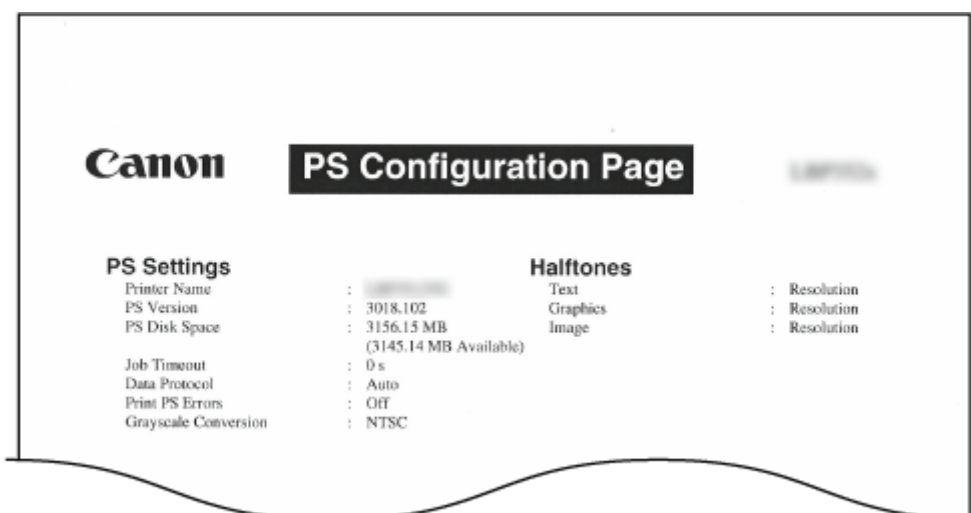 Canon
PS Configuration Page
PS Settings
Printer Name :
PS Version : 3018.102
PS Disk Space : 3156.15 MB
(3145.14 MB Available)
Job Timeout : 0 s
Data Protocol : Auto
Print PS Errors : Off
Grayscale Conversion : NTSC
Halftones
Text : Resolution
Graphics : Resolution
Image : Resolution